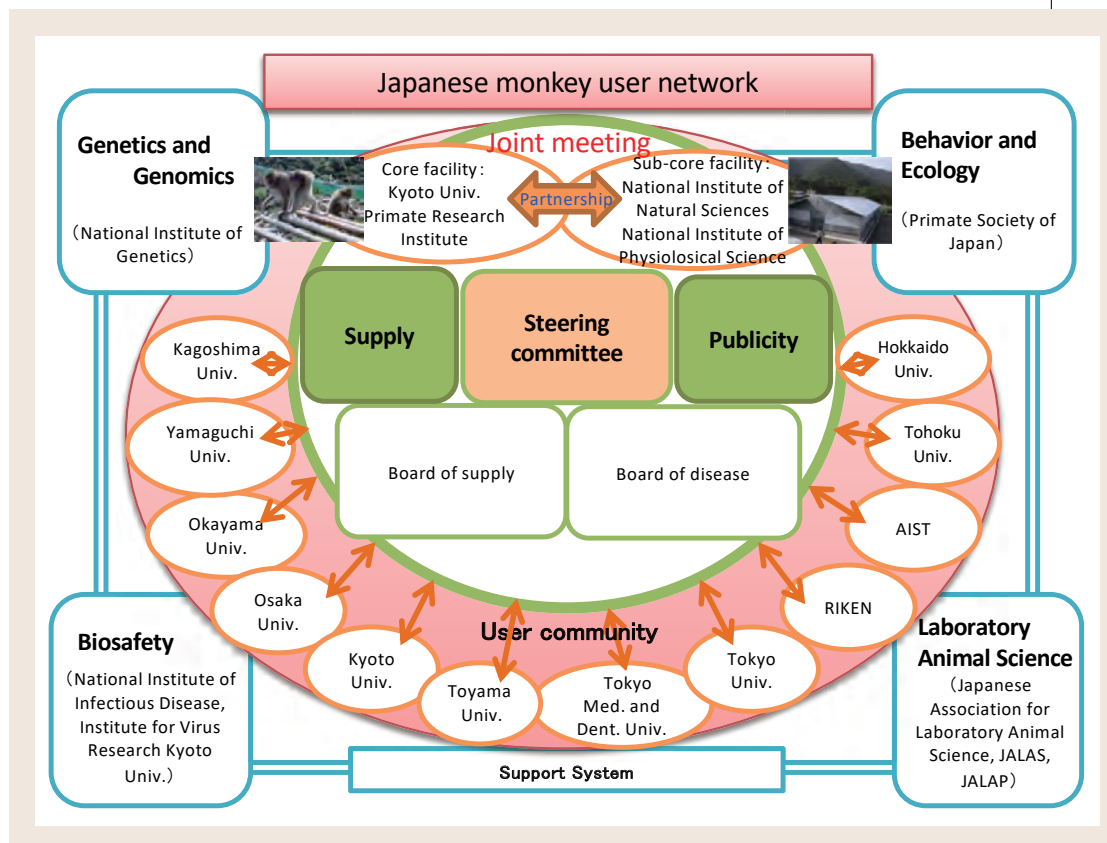 Japanese monkey user network
Joint meeting
Genetics and
Genomics
（National Institute of
Genetics）
Core facility：
Kyoto Univ.
Primate Research
Institute
Partnership
Sub-core facility：
National Institute of
Natural Sciences
National Institute of
Physiolosical Science
Behavior and
Ecology
（Primate Society of
Japan）
Supply
Steering
committee
Publicity
Board of supply
Board of disease
Kagoshima
Univ.
Yamaguchi
Univ.
Okayama
Univ.
Osaka
Univ.
Kyoto
Univ.
Toyama
Univ.
Tokyo
Med. and
Dent. Univ.
Tokyo
Univ.
RIKEN
AIST
Tohoku
Univ.
Hokkaido
Univ.
User community
Biosafety
（National Institute of
Infectious Disease,
Institute for Virus
Research Kyoto
Univ.）
Laboratory
Animal Science
（Japanese
Association for
Laboratory Animal
Science, JALAS,
JALAP）
Support System